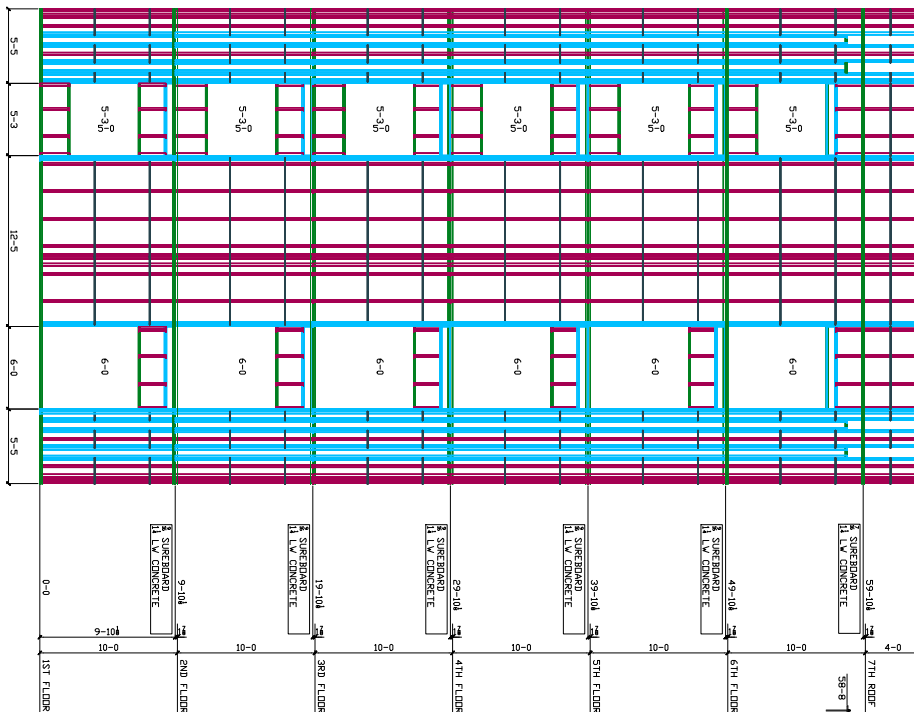 5-5
5-3
12-5
6-0
5-5
5-3
5-0
5-3
5-0
5-3
5-0
5-3
5-0
5-3
5-0
5-3
5-0
6-0
6-0
6-0
6-0
6-0
6-0
SUREBOARD
LW CONCRETE
SUREBOARD
LW CONCRETE
SUREBOARD
LW CONCRETE
SUREBOARD
LW CONCRETE
SUREBOARD
LW CONCRETE
SUREBOARD
LW CONCRETE
0-0
9-10
19-10
29-10
39-10
49-10
59-10
9-10
10-0
10-0
10-0
10-0
10-0
10-0
4-0
1ST FLOOR
2ND FLOOR
3RD FLOOR
4TH FLOOR
5TH FLOOR
6TH FLOOR
7TH ROOF
58-8